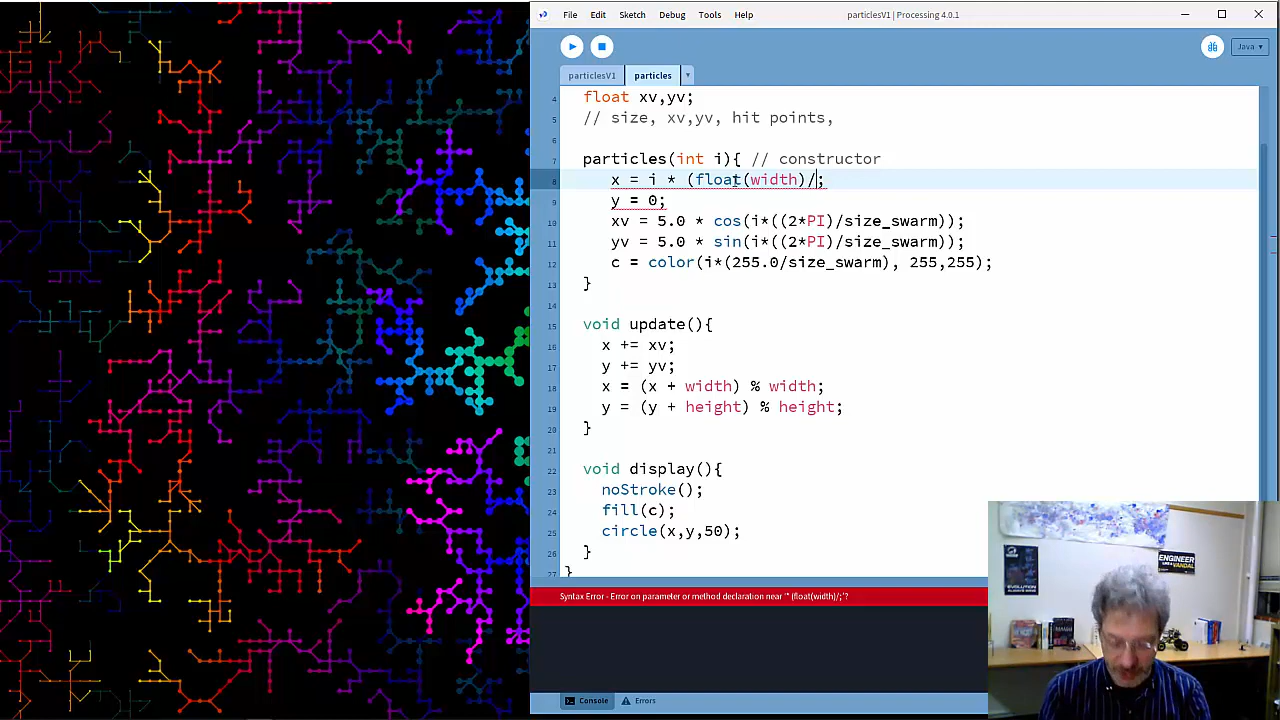 File Edit Sketch Debug Tools Help
particlesV1 | Processing 4.0.1
Java ▾
particlesV1 particles ▾
4 float xv,yv;
5 // size, xv,yv, hit points,
6
7 particles(int i){ // constructor
8 x = i * (float(width)/;
9 y = 0;
10 xv = 5.0 * cos(i*((2*PI)/size_swarm));
11 yv = 5.0 * sin(i*((2*PI)/size_swarm));
12 c = color(i*(255.0/size_swarm), 255,255);
13 }
14
15 void update(){
16 x += xv;
17 y += yv;
18 x = (x + width) % width;
19 y = (y + height) % height;
20 }
21
22 void display(){
23 noStroke();
24 fill(c);
25 circle(x,y,50);
26 }
27 }
Syntax Error - Error on parameter or method declaration near '* (float(width)/;'?
ENGINEER
LIKE A
VANDAL
EVOLUTION
Console Errors